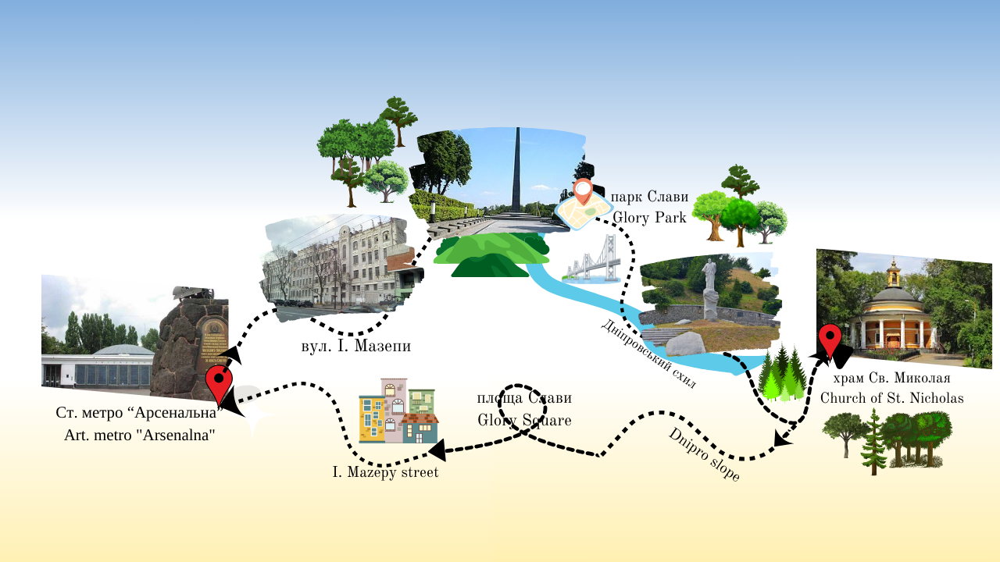 Ст. метро “Арсенальна”
Art. metro "Arsenalna"
вул. І. Мазепи
парк Слави
Glory Park
Дніпровський схил
храм Св. Миколая
Church of St. Nicholas
площа Слави
Glory Square
Dnipro slope
I. Mazepy street